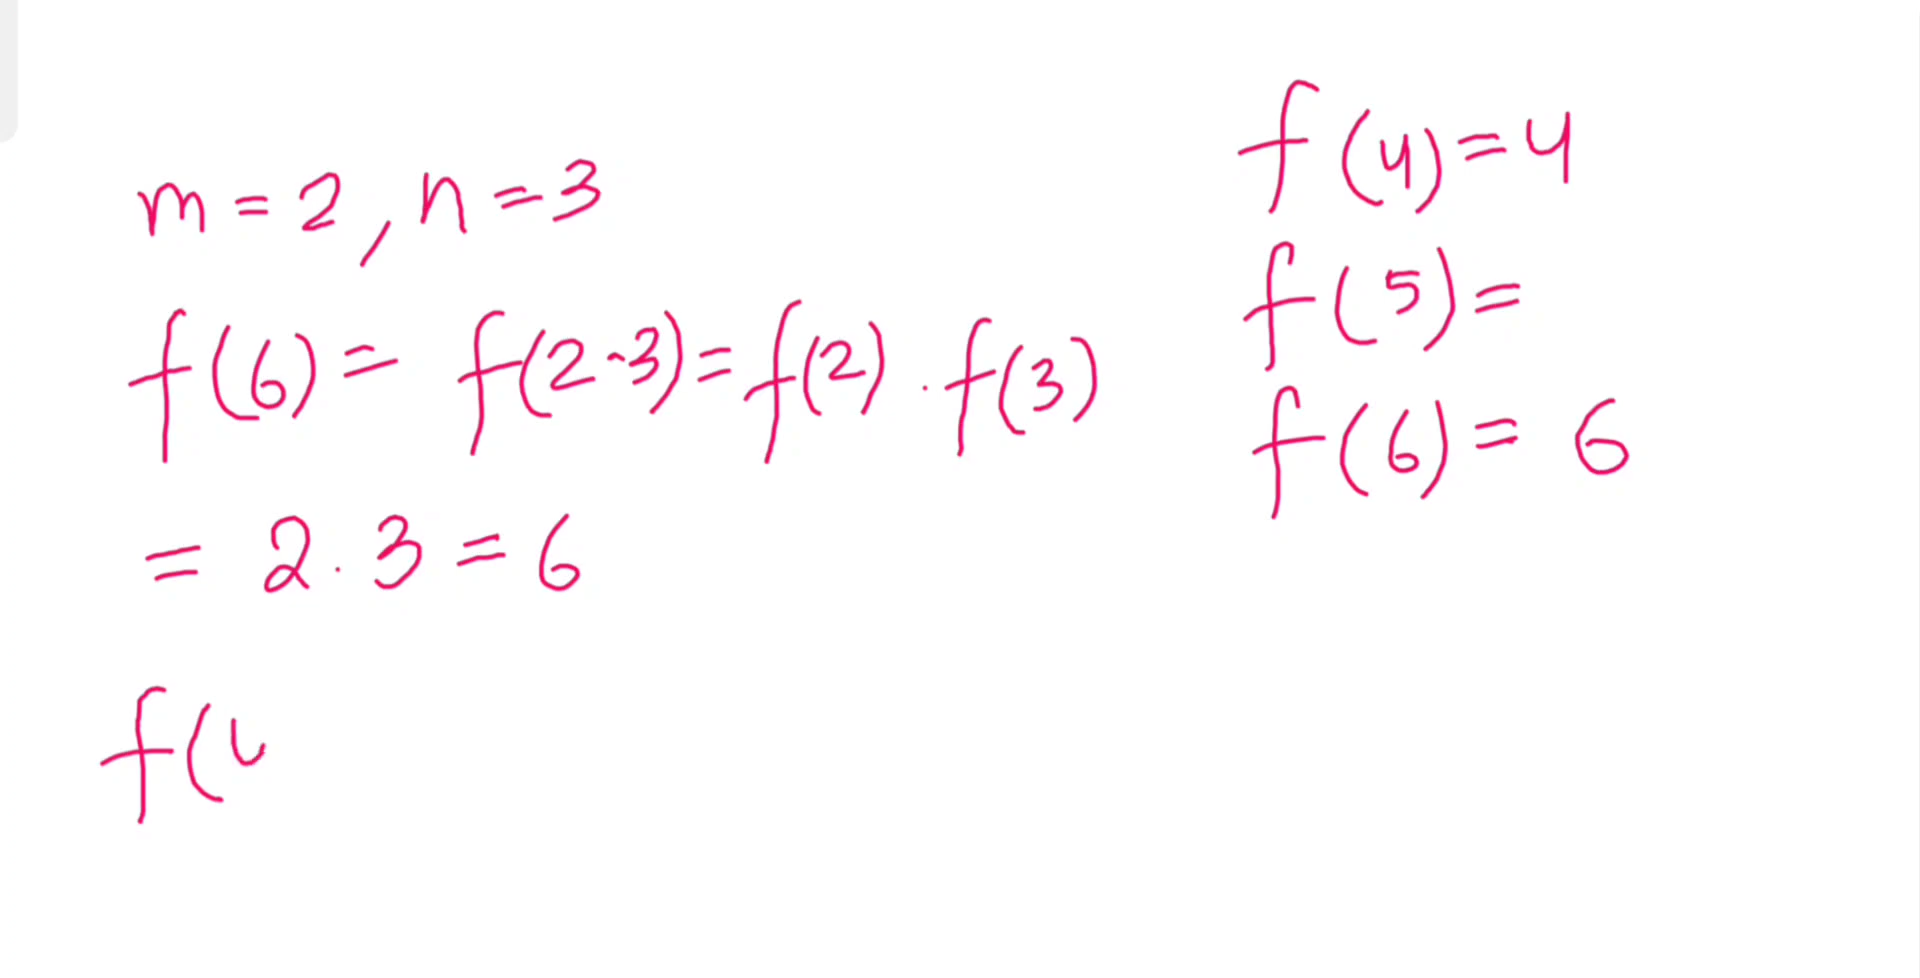 m = 2, n = 3
f(6) = f(2·3) = f(2) · f(3)
= 2 . 3 = 6
f(
f(4) = 4
f(5) =
f(6) = 6